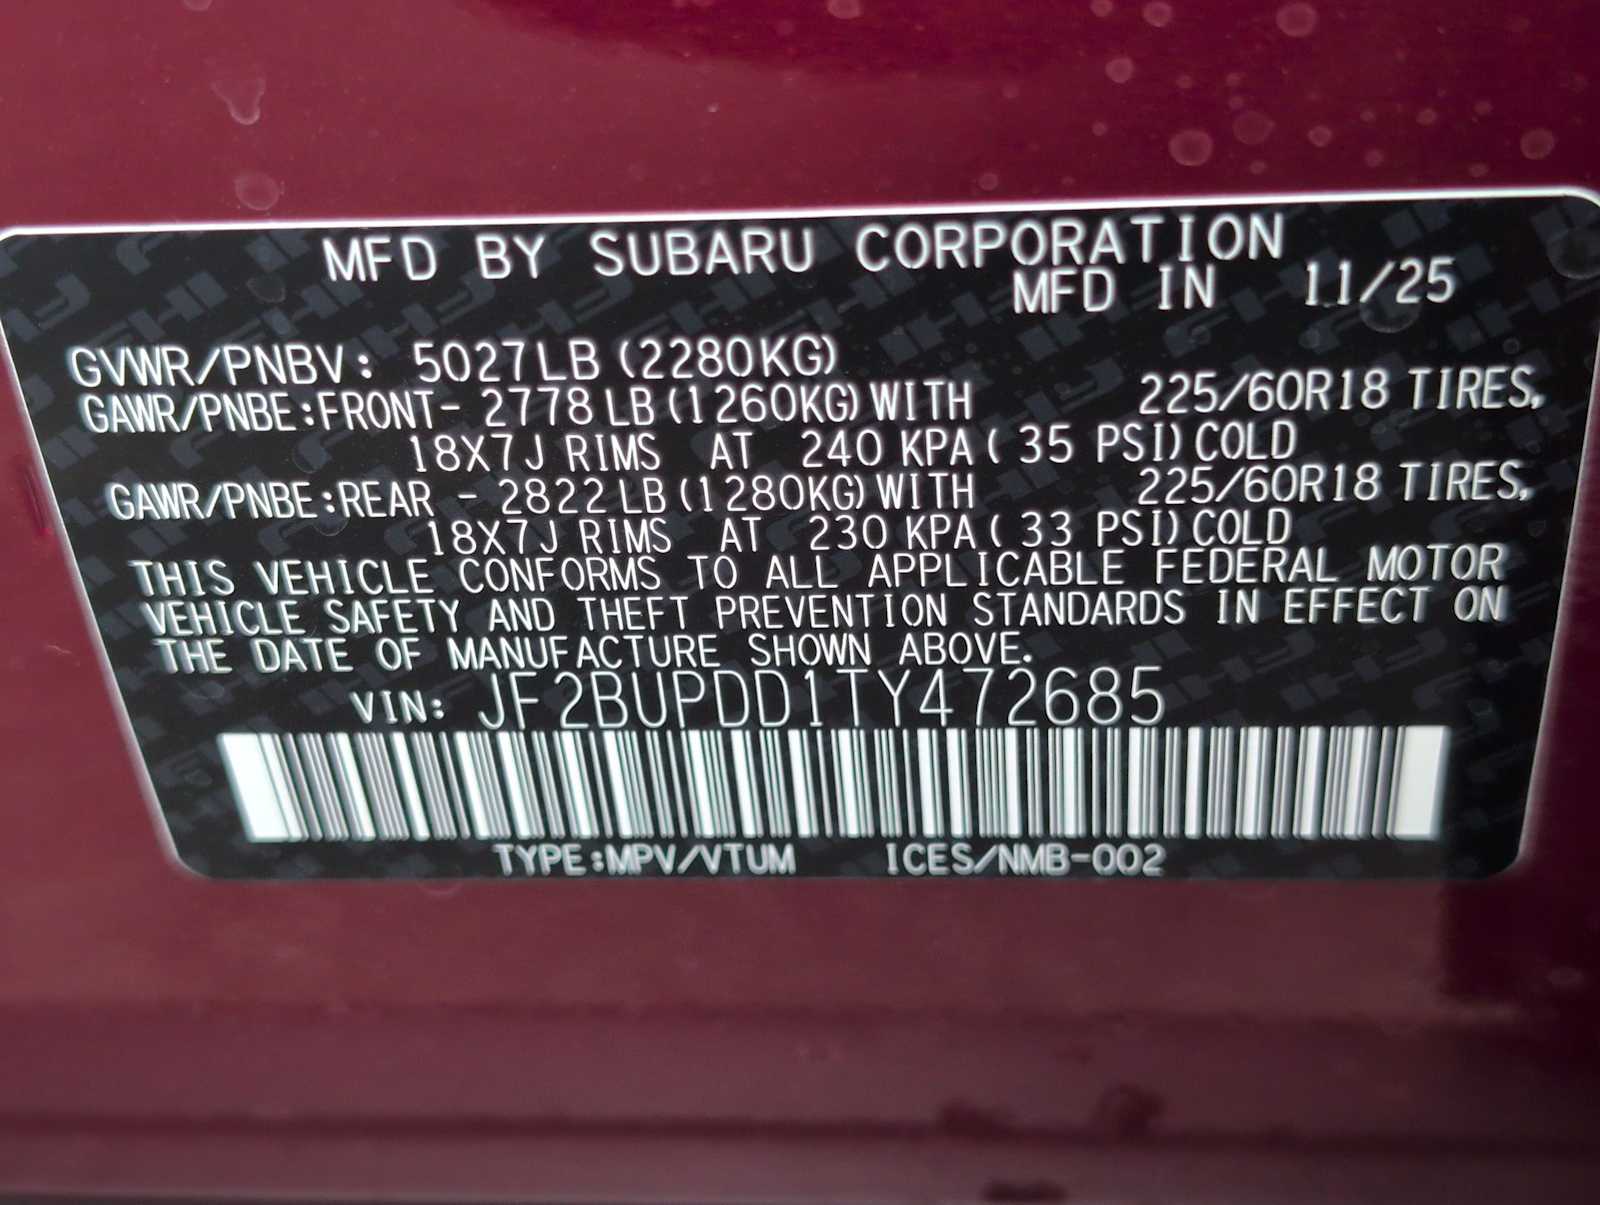 MFD BY SUBARU CORPORATION
MFD IN 11/25
GVWR/PNBV: 5027LB (2280KG)
GAWR/PNBE:FRONT- 2778LB(1260KG)WITH 225/60R18 TIRES,
18X7J RIMS AT 240 KPA( 35 PSI)COLD
GAWR/PNBE:REAR - 2822LB(1280KG)WITH 225/60R18 TIRES,
18X7J RIMS AT 230 KPA( 33 PSI)COLD
THIS VEHICLE CONFORMS TO ALL APPLICABLE FEDERAL MOTOR
VEHICLE SAFETY AND THEFT PREVENTION STANDARDS IN EFFECT ON
THE DATE OF MANUFACTURE SHOWN ABOVE.
VIN: JF2BUPDD1TY472685
TYPE:MPV/VTUM ICES/NMB-002